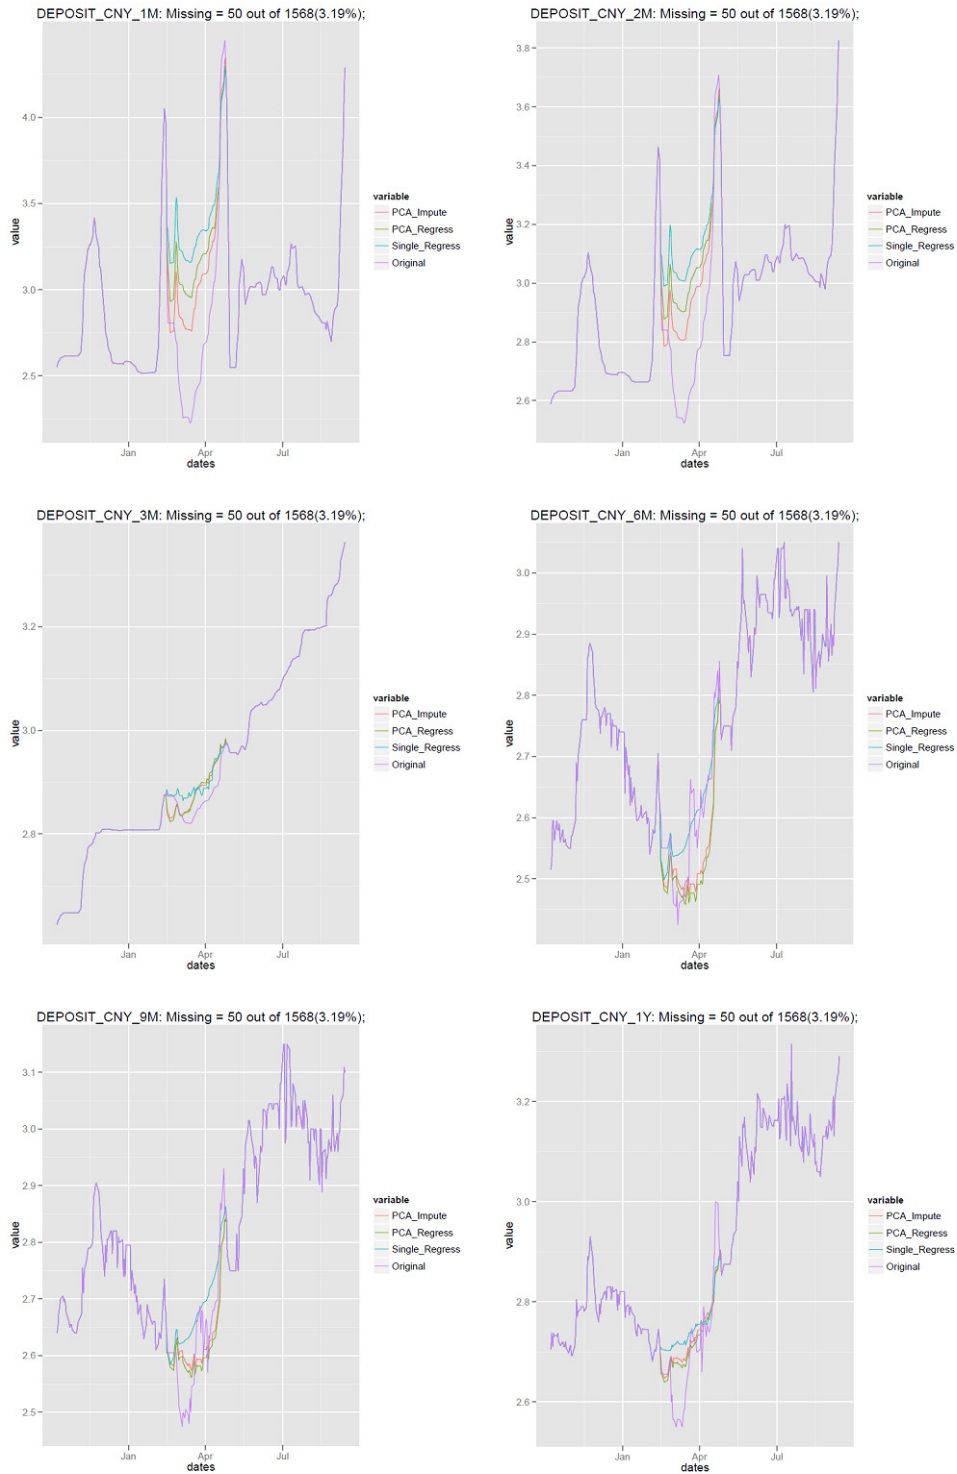 DEPOSIT_CNY_1M: Missing = 50 out of 1568(3.19%);
4.0
3.5
3.0
2.5
value
Jan Apr Jul
dates
variable
PCA_Impute
PCA_Regress
Single_Regress
Original
DEPOSIT_CNY_2M: Missing = 50 out of 1568(3.19%);
3.8
3.6
3.4
3.2
3.0
2.8
2.6
value
Jan Apr Jul
dates
variable
PCA_Impute
PCA_Regress
Single_Regress
Original
DEPOSIT_CNY_3M: Missing = 50 out of 1568(3.19%);
3.2
3.0
2.8
value
Jan Apr Jul
dates
variable
PCA_Impute
PCA_Regress
Single_Regress
Original
DEPOSIT_CNY_6M: Missing = 50 out of 1568(3.19%);
3.0
2.9
2.8
2.7
2.6
2.5
value
Jan Apr Jul
dates
variable
PCA_Impute
PCA_Regress
Single_Regress
Original
DEPOSIT_CNY_9M: Missing = 50 out of 1568(3.19%);
3.1
3.0
2.9
2.8
2.7
2.6
2.5
value
Jan Apr Jul
dates
variable
PCA_Impute
PCA_Regress
Single_Regress
Original
DEPOSIT_CNY_1Y: Missing = 50 out of 1568(3.19%);
3.2
3.0
2.8
2.6
value
Jan Apr Jul
dates
variable
PCA_Impute
PCA_Regress
Single_Regress
Original